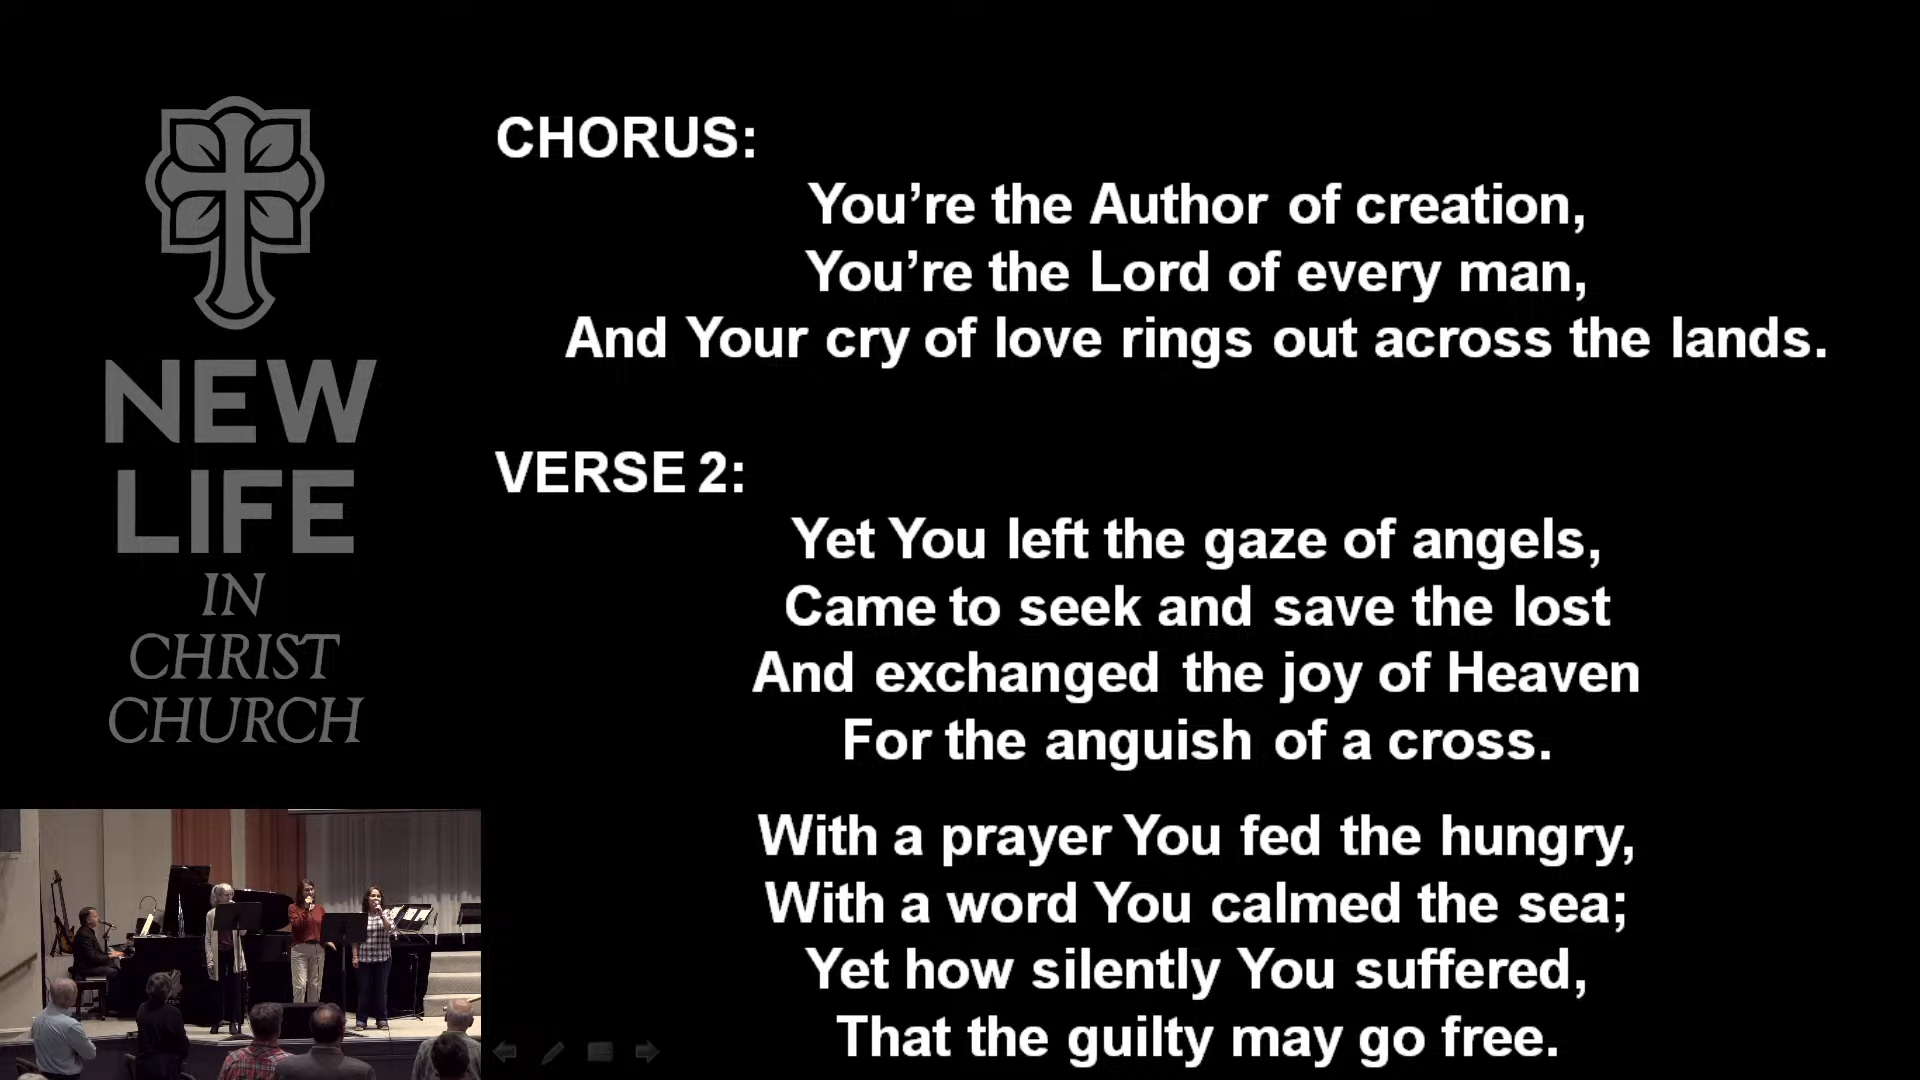 NEW
LIFE
IN
CHRIST
CHURCH
CHORUS:
You’re the Author of creation,
You’re the Lord of every man,
And Your cry of love rings out across the lands.
VERSE 2:
Yet You left the gaze of angels,
Came to seek and save the lost
And exchanged the joy of Heaven
For the anguish of a cross.
With a prayer You fed the hungry,
With a word You calmed the sea;
Yet how silently You suffered,
That the guilty may go free.